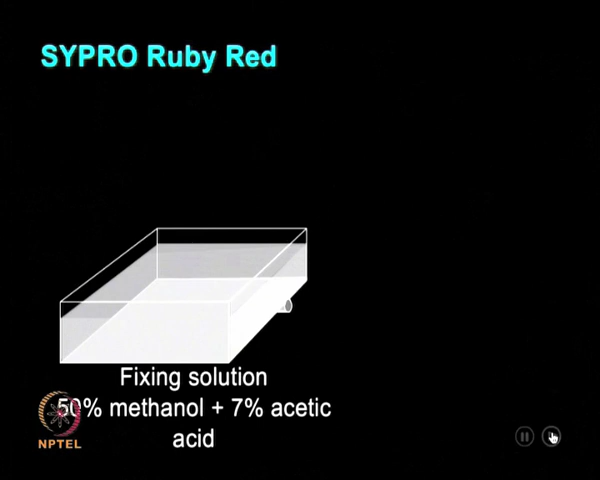 SYPRO Ruby Red
Fixing solution
50% methanol + 7% acetic
acid
NPTEL